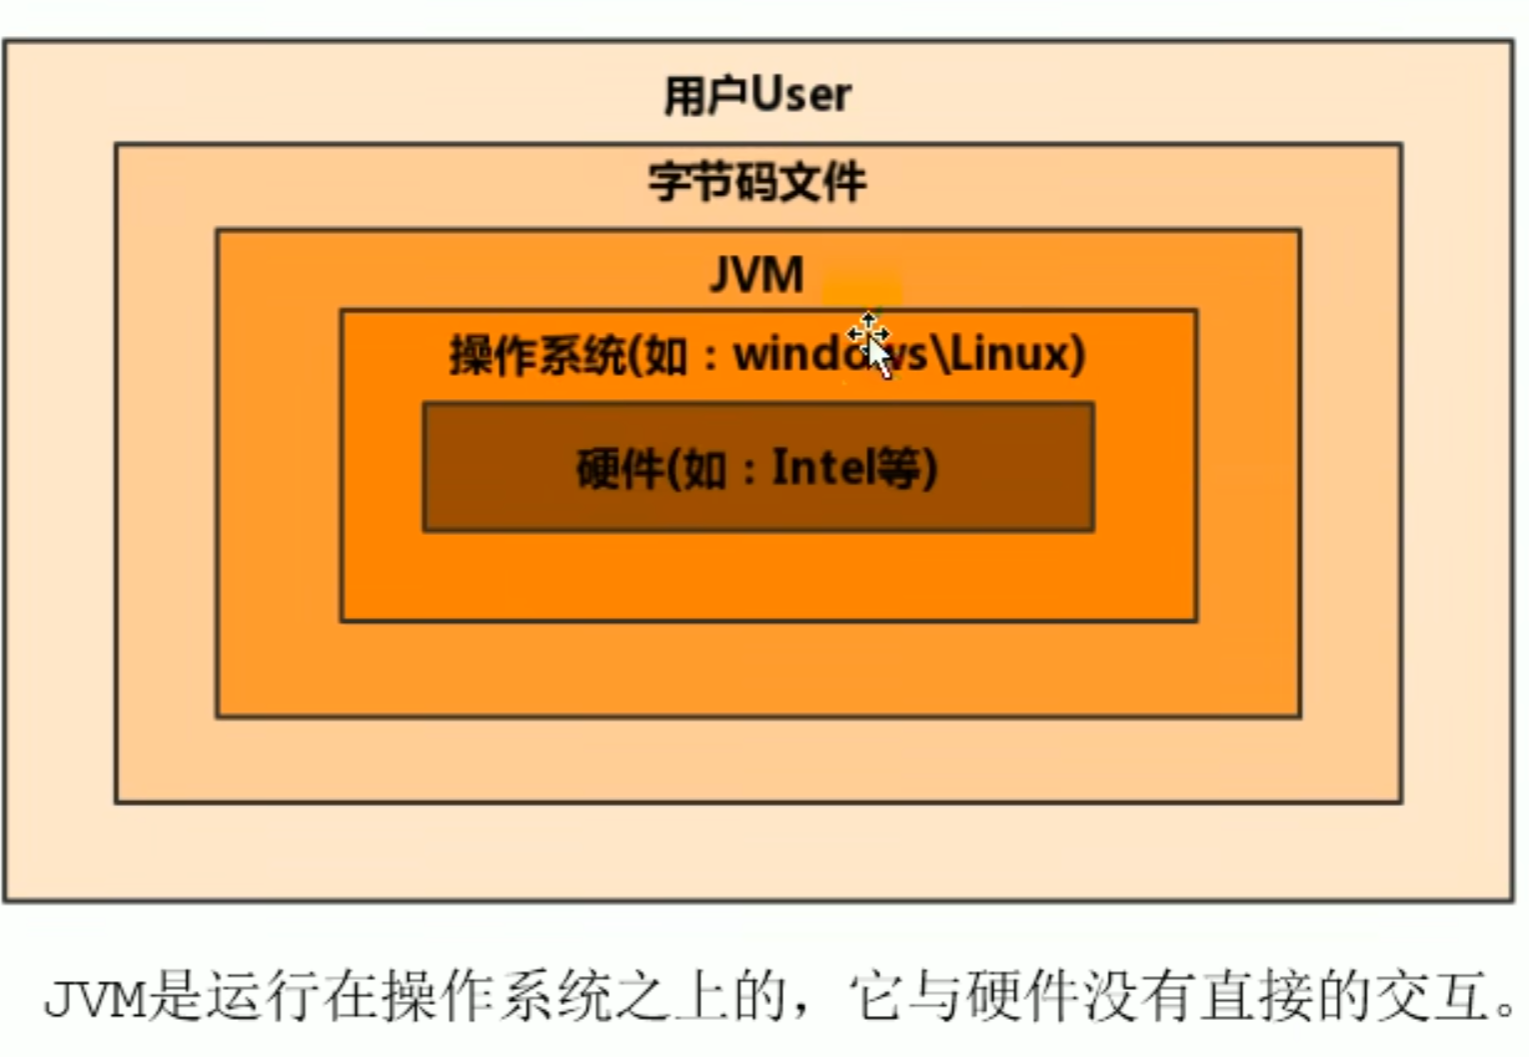 用户User
字节码文件
JVM
操作系统(如：windows\Linux)
硬件(如：Intel等)
JVM是运行在操作系统之上的，它与硬件没有直接的交互。